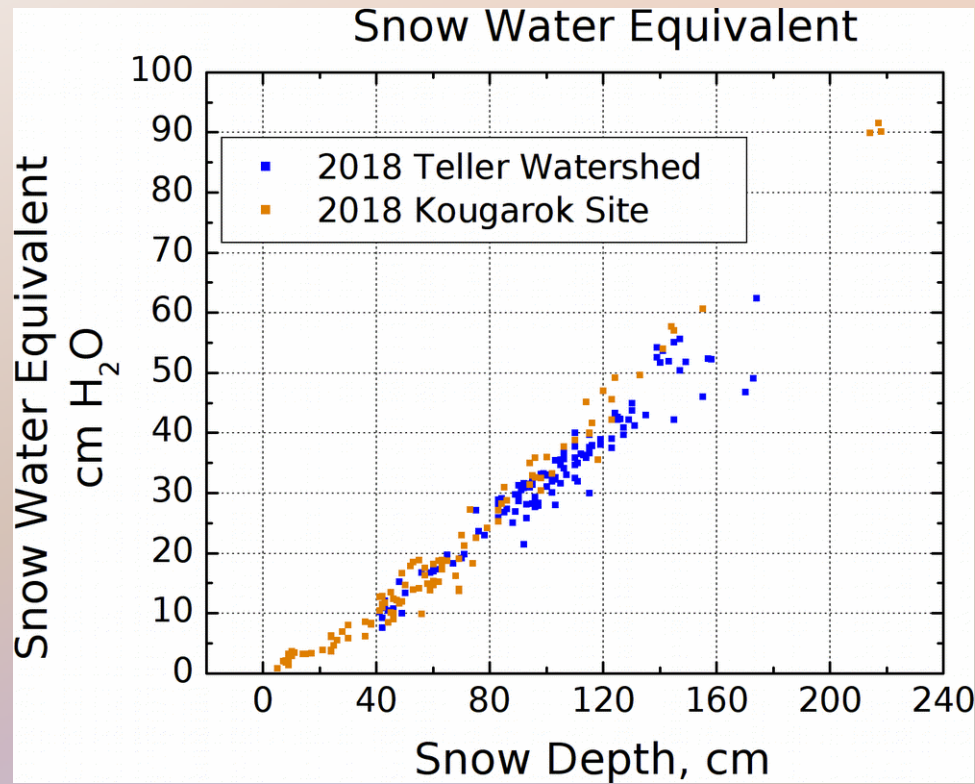 Snow Water Equivalent
100
90
80
70
60
50
40
30
20
10
0
Snow Water Equivalent
cm H₂O
2018 Teller Watershed
2018 Kougarok Site
0 40 80 120 160 200 240
Snow Depth, cm